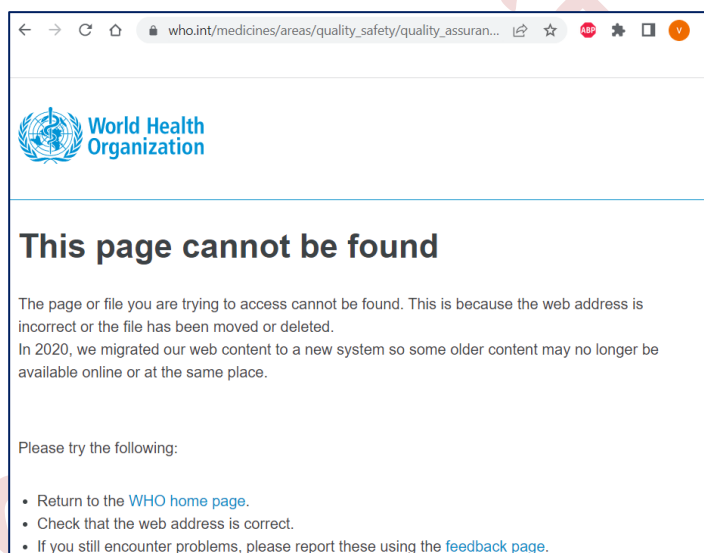 who.int/medicines/areas/quality_safety/quality_assuran...
ABP
V
World Health
Organization
This page cannot be found
The page or file you are trying to access cannot be found. This is because the web address is
incorrect or the file has been moved or deleted.
In 2020, we migrated our web content to a new system so some older content may no longer be
available online or at the same place.
Please try the following:
• Return to the WHO home page.
• Check that the web address is correct.
• If you still encounter problems, please report these using the feedback page.